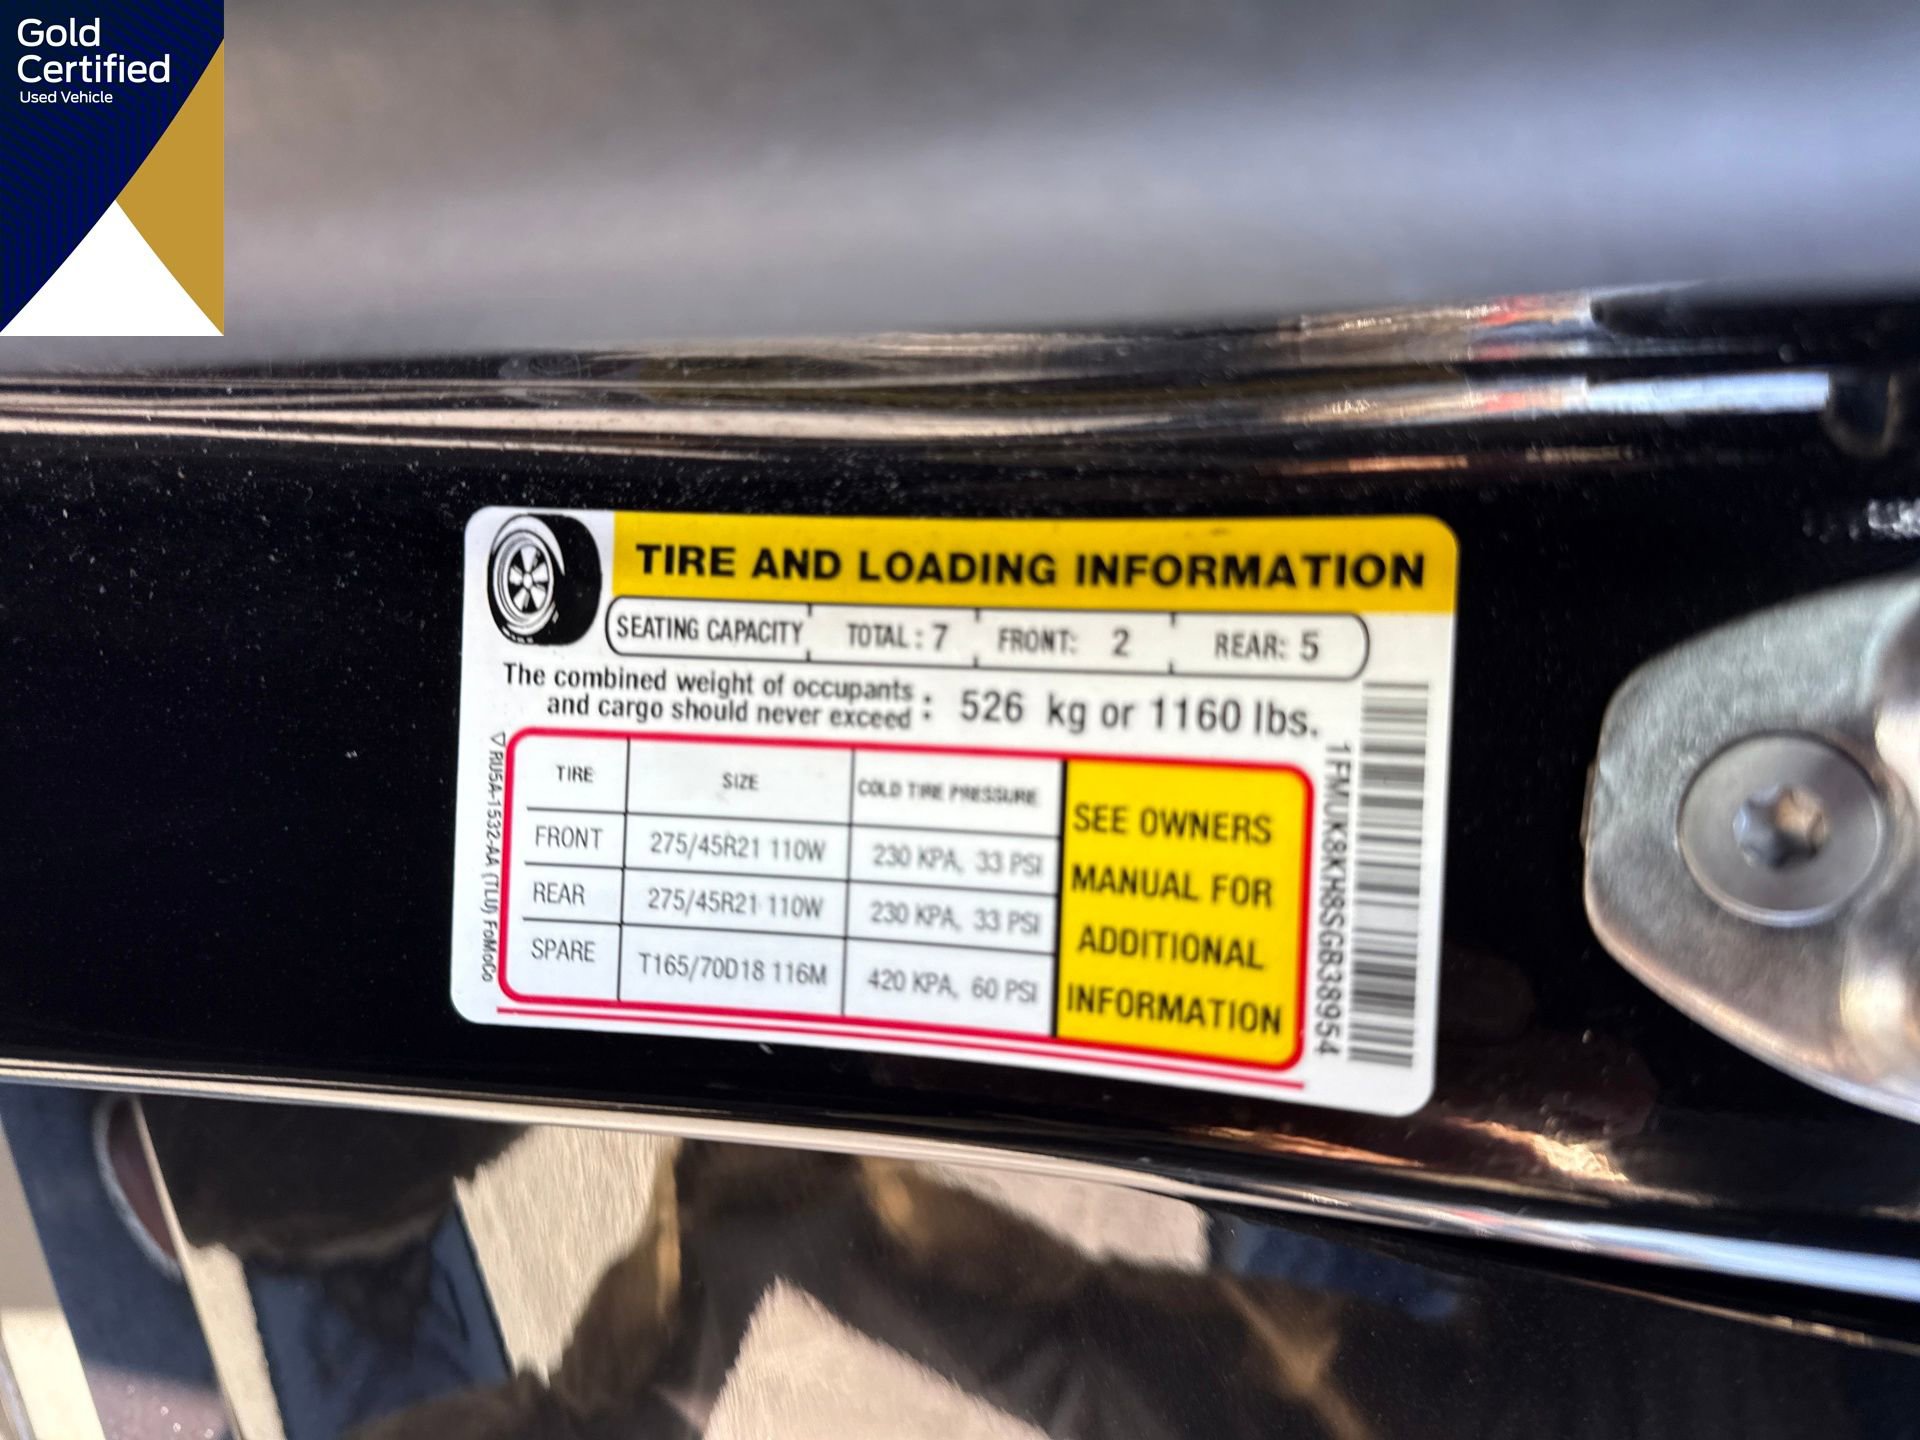 Gold
Certified
Used Vehicle
TIRE AND LOADING INFORMATION
SEATING CAPACITY TOTAL: 7 FRONT: 2 REAR: 5
The combined weight of occupants
and cargo should never exceed : 526 kg or 1160 lbs.
TIRE SIZE COLD TIRE PRESSURE
FRONT 275/45R21 110W 230 KPA, 33 PSI
REAR 275/45R21 110W 230 KPA, 33 PSI
SPARE T165/70D18 116M 420 KPA, 60 PSI
SEE OWNERS
MANUAL FOR
ADDITIONAL
INFORMATION
▽RU5A-1532-AA (TLU) FoMoCo
1FMUK8KH8SGB38954